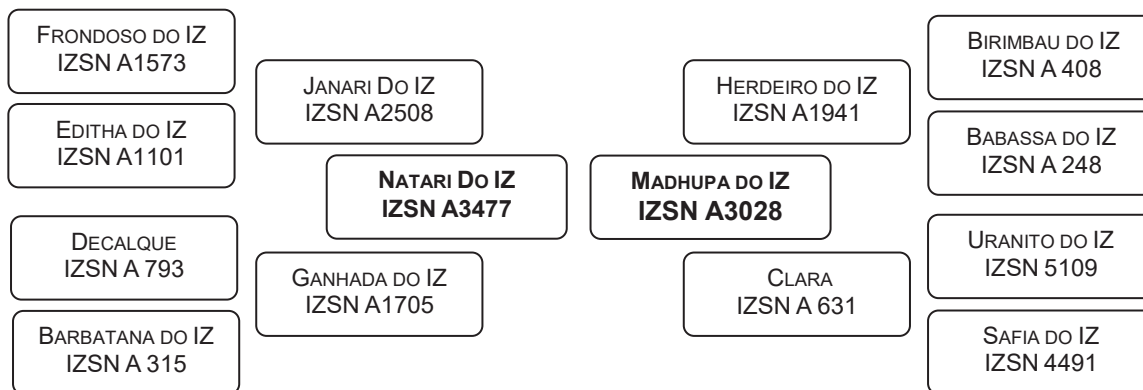 FRONDOSO DO IZ
IZSN A1573
EDITHA DO IZ
IZSN A1101
DECALQUE
IZSN A 793
BARBATANA DO IZ
IZSN A 315
JANARI DO IZ
IZSN A2508
GANHADA DO IZ
IZSN A1705
NATARI DO IZ
IZSN A3477
MADHUPA DO IZ
IZSN A3028
HERDEIRO DO IZ
IZSN A1941
CLARA
IZSN A 631
BIRIMBAU DO IZ
IZSN A 408
BABASSA DO IZ
IZSN A 248
URANITO DO IZ
IZSN 5109
SAFIA DO IZ
IZSN 4491